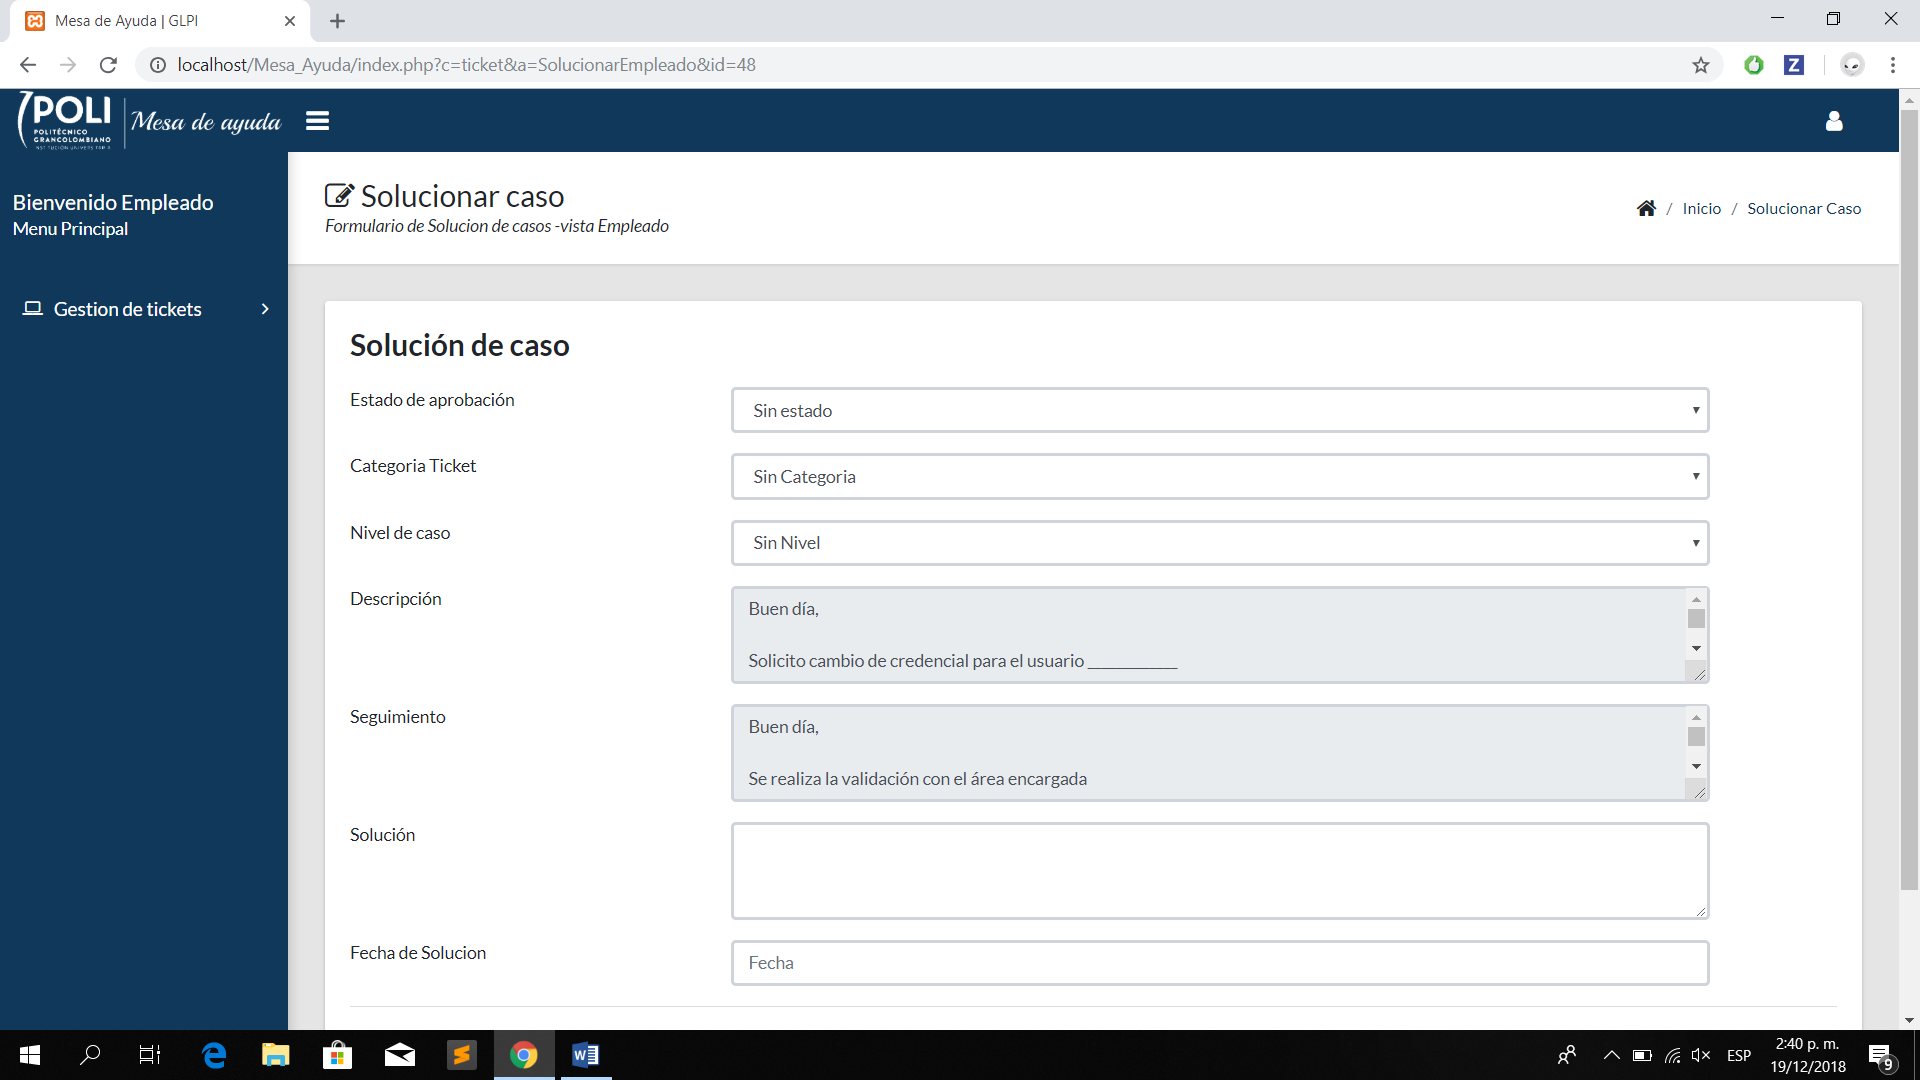 Mesa de Ayuda | GLPI
localhost/Mesa_Ayuda/index.php?c=ticket&a=SolucionarEmpleado&id=48
POLI
POLITÉCNICO
GRANCOLOMBIANO
Mesa de ayuda
Bienvenido Empleado
Menu Principal
Gestion de tickets
Solucionar caso
Formulario de Solucion de casos -vista Empleado
/ Inicio / Solucionar Caso
Solución de caso
Estado de aprobación
Sin estado
Categoria Ticket
Sin Categoria
Nivel de caso
Sin Nivel
Descripción
Buen día,
Solicito cambio de credencial para el usuario ____________
Seguimiento
Buen día,
Se realiza la validación con el área encargada
Solución
Fecha de Solucion
Fecha
ESP
2:40 p. m.
19/12/2018
9